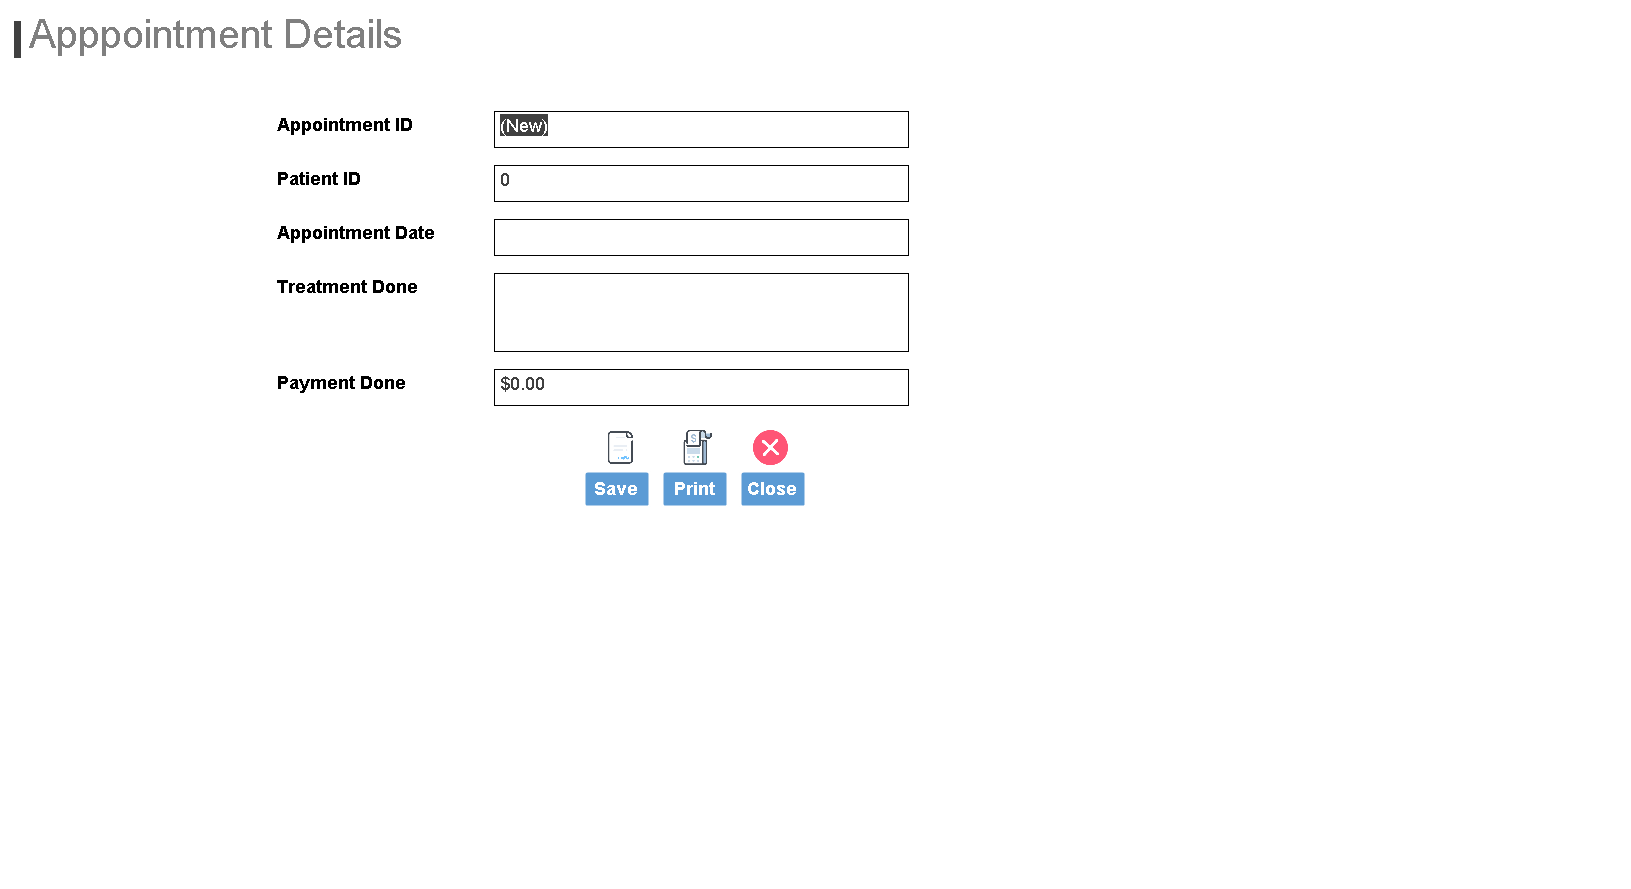 Apppointment Details
Appointment ID (New)
Patient ID 0
Appointment Date
Treatment Done
Payment Done $0.00
Save Print Close